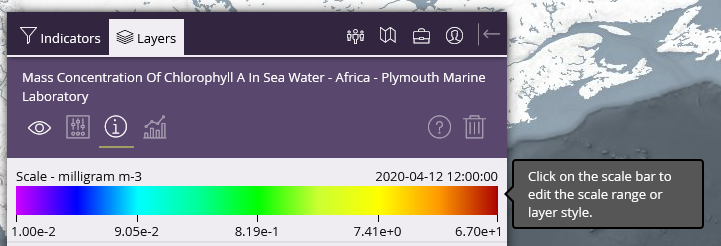 Indicators Layers
Mass Concentration Of Chlorophyll A In Sea Water - Africa - Plymouth Marine
Laboratory
Scale - milligram m-3 2020-04-12 12:00:00
1.00e-2 9.05e-2 8.19e-1 7.41e+0 6.70e+1
Click on the scale bar to
edit the scale range or
layer style.